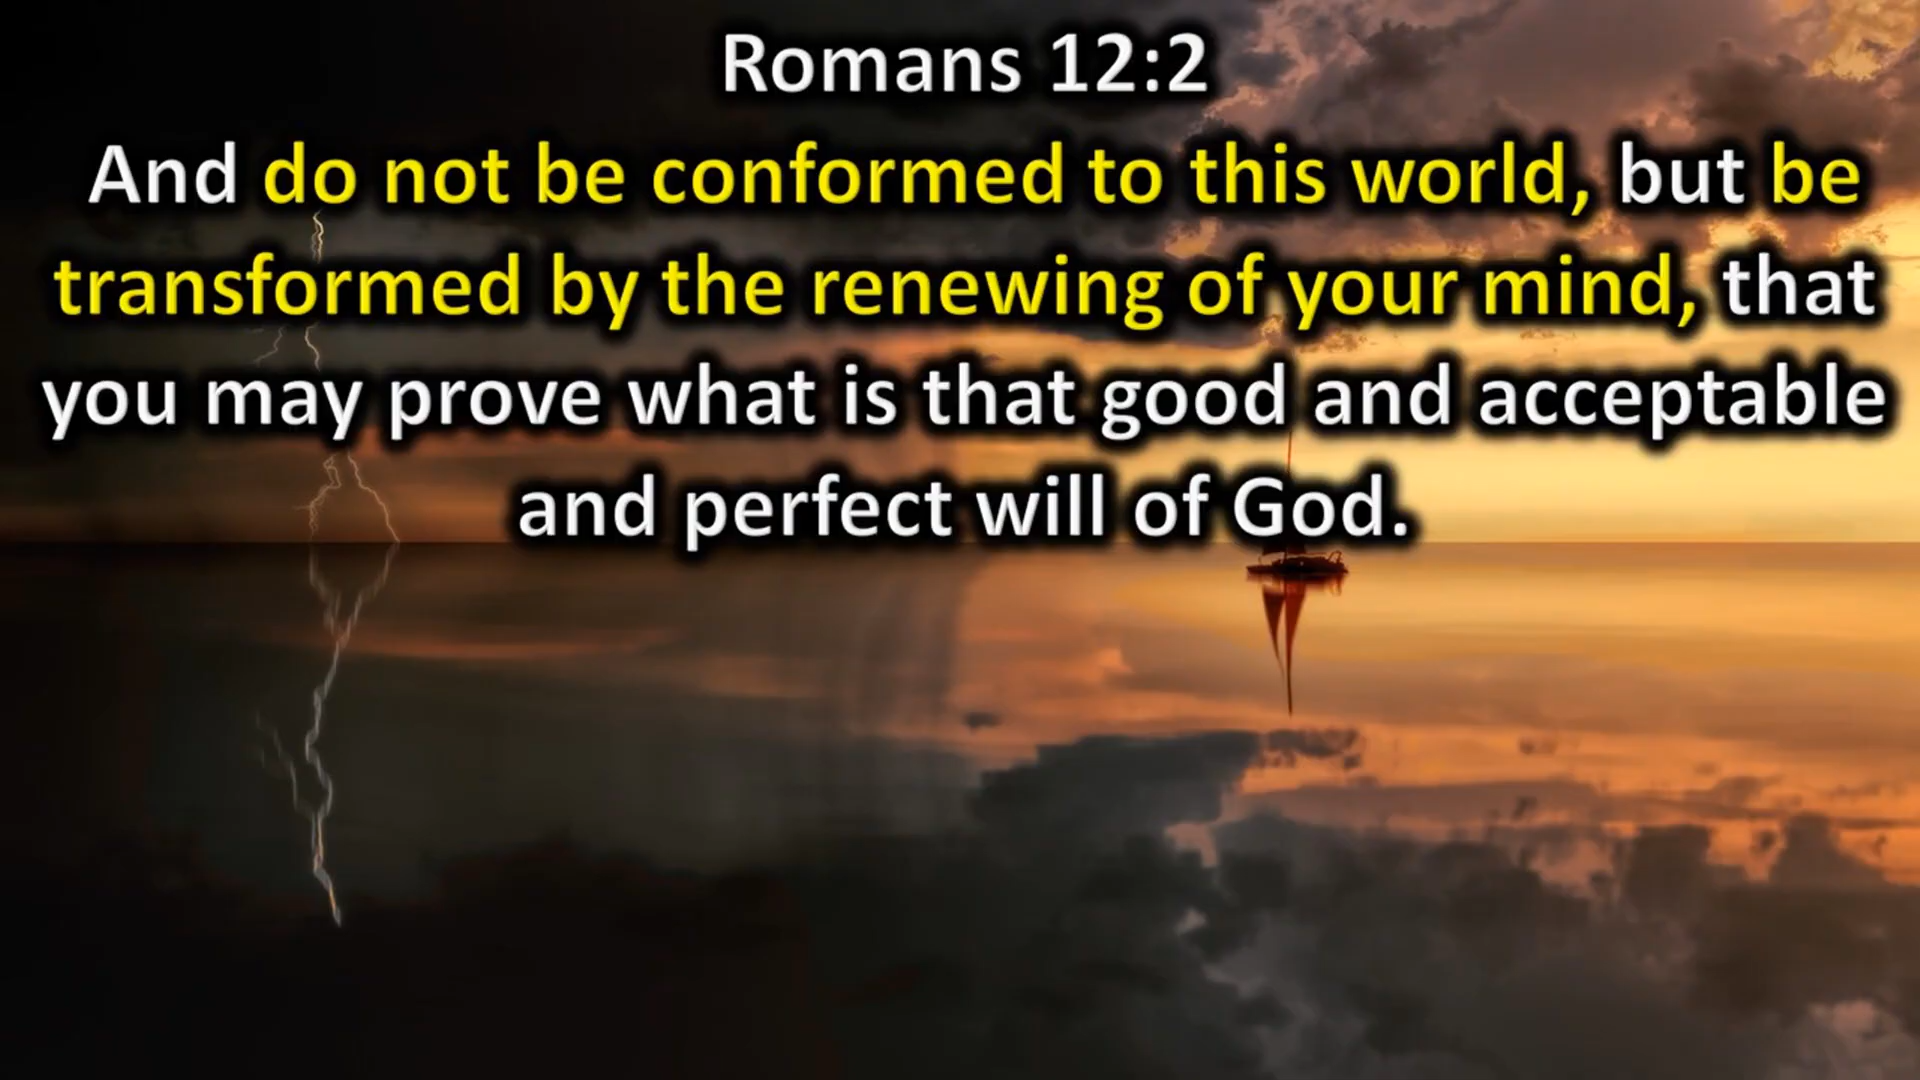 Romans 12:2
And do not be conformed to this world, but be
transformed by the renewing of your mind, that
you may prove what is that good and acceptable
and perfect will of God.